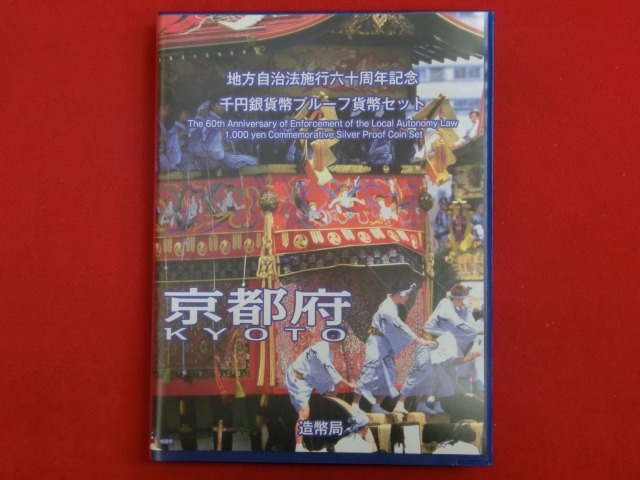 地方自治法施行六十周年記念
千円銀貨幣プルーフ貨幣セット
The 60th Anniversary of Enforcement of the Local Autonomy Law
1,000 yen Commemorative Silver Proof Coin Set
京都府
KYOTO
造幣局